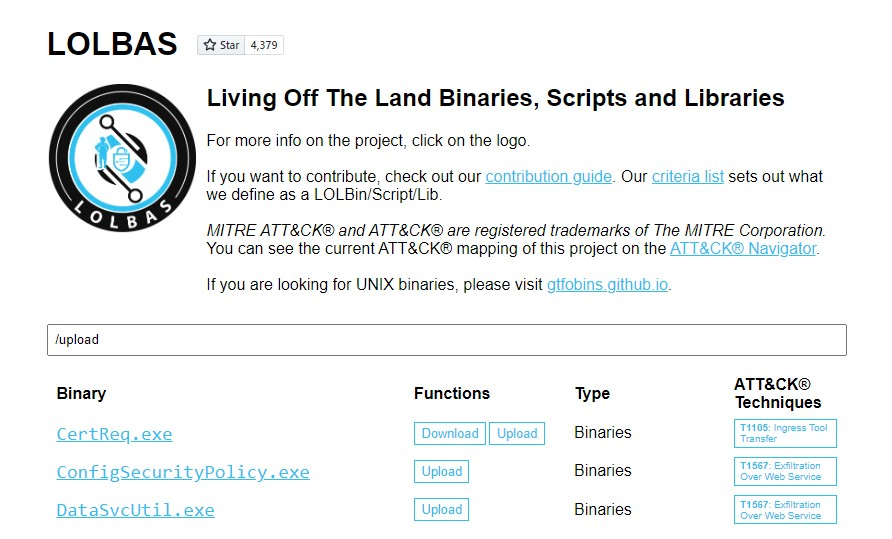 LOLBAS
Star 4,379
LOLBAS
Living Off The Land Binaries, Scripts and Libraries
For more info on the project, click on the logo.
If you want to contribute, check out our contribution guide. Our criteria list sets out what
we define as a LOLBin/Script/Lib.
MITRE ATT&CK® and ATT&CK® are registered trademarks of The MITRE Corporation.
You can see the current ATT&CK® mapping of this project on the ATT&CK® Navigator.
If you are looking for UNIX binaries, please visit gtfobins.github.io.
/upload
Binary Functions Type ATT&CK®
Techniques
CertReq.exe Download Upload Binaries T1105: Ingress Tool
Transfer
ConfigSecurityPolicy.exe Upload Binaries T1567: Exfiltration
Over Web Service
DataSvcUtil.exe Upload Binaries T1567: Exfiltration
Over Web Service